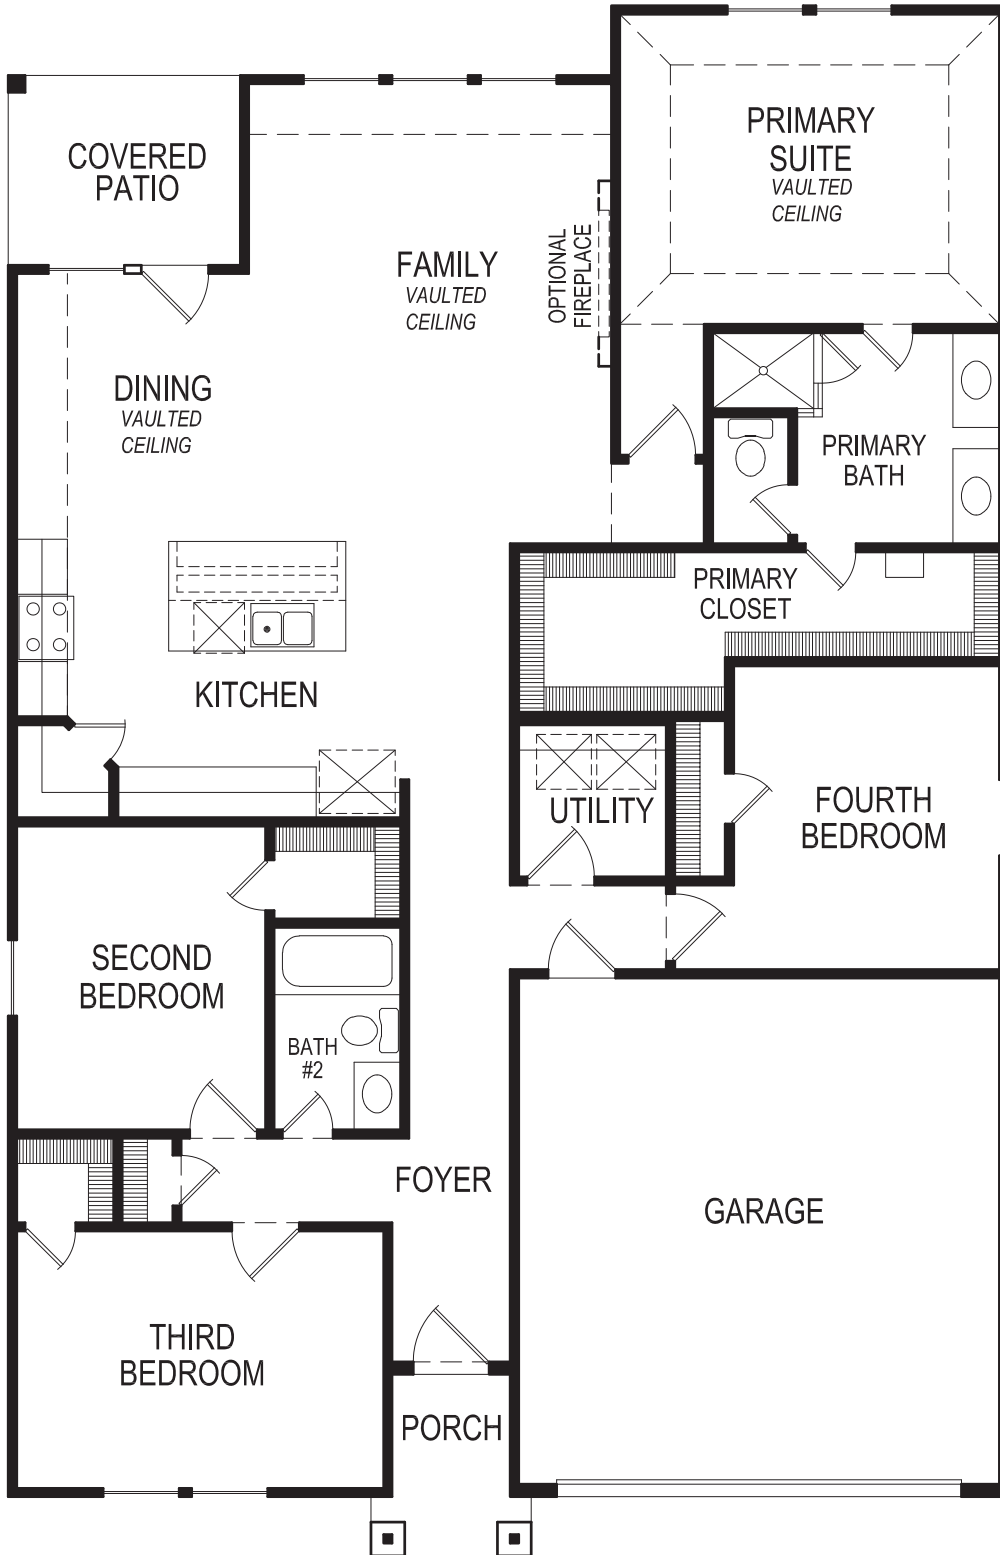 PRIMARY
SUITE
VAULTED
CEILING
COVERED
PATIO
FAMILY
VAULTED
CEILING
OPTIONAL
FIREPLACE
DINING
VAULTED
CEILING
PRIMARY
BATH
PRIMARY
CLOSET
KITCHEN
UTILITY
FOURTH
BEDROOM
SECOND
BEDROOM
BATH
#2
FOYER
GARAGE
THIRD
BEDROOM
PORCH